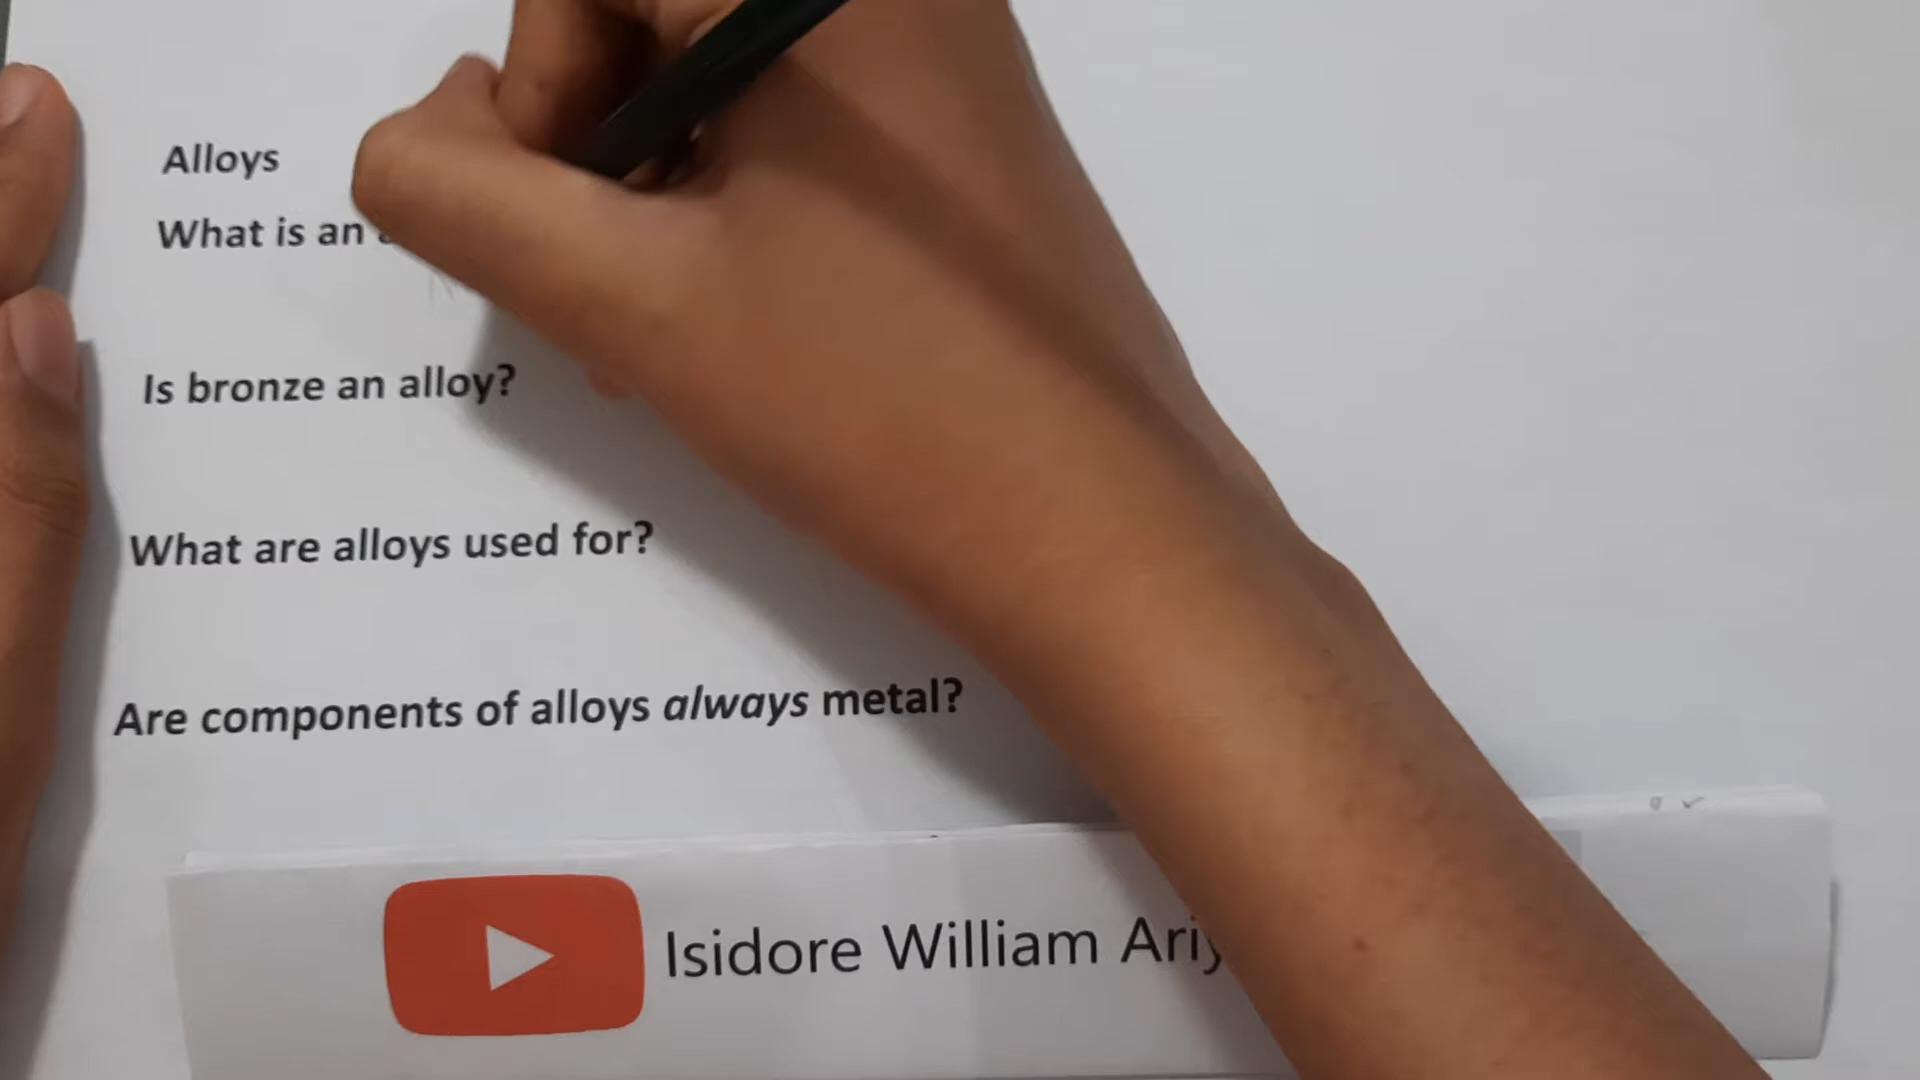 Alloys
What is an
Is bronze an alloy?
What are alloys used for?
Are components of alloys always metal?
Isidore William